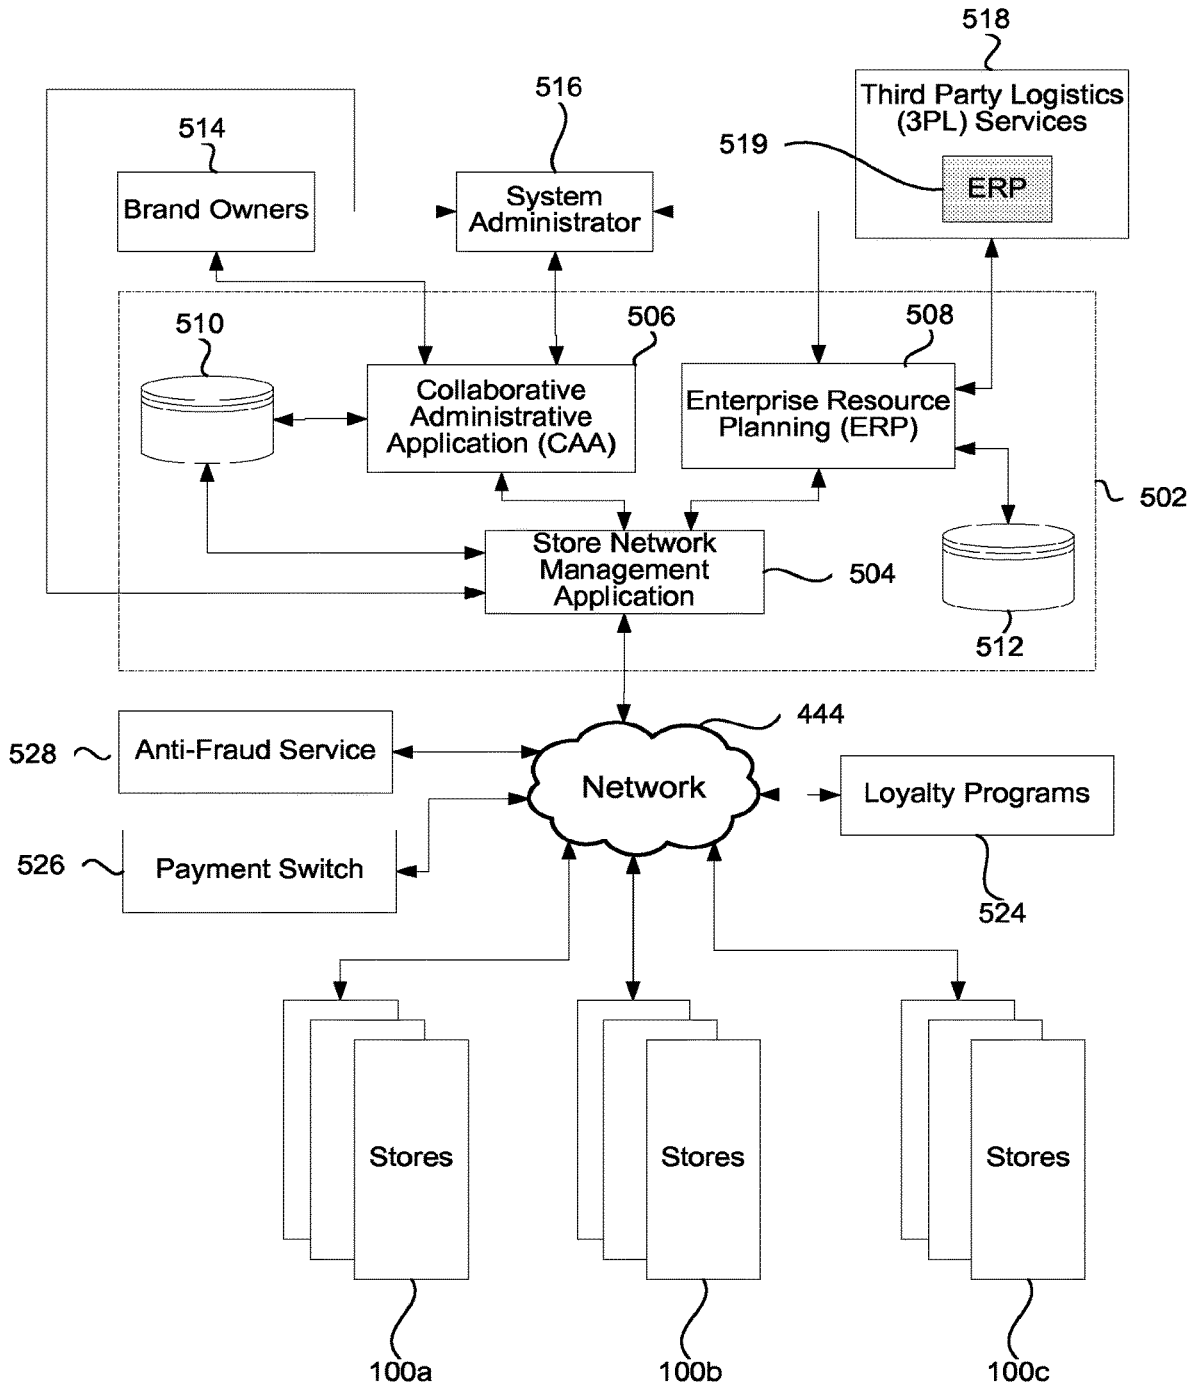 518
516
Third Party Logistics
(3PL) Services
514
519
ERP
Brand Owners
System
Administrator
510
506
508
Collaborative
Administrative
Application (CAA)
Enterprise Resource
Planning (ERP)
502
Store Network
Management
Application
504
512
444
528
Anti-Fraud Service
Network
Loyalty Programs
526
Payment Switch
524
Stores
Stores
Stores
100a
100b
100c